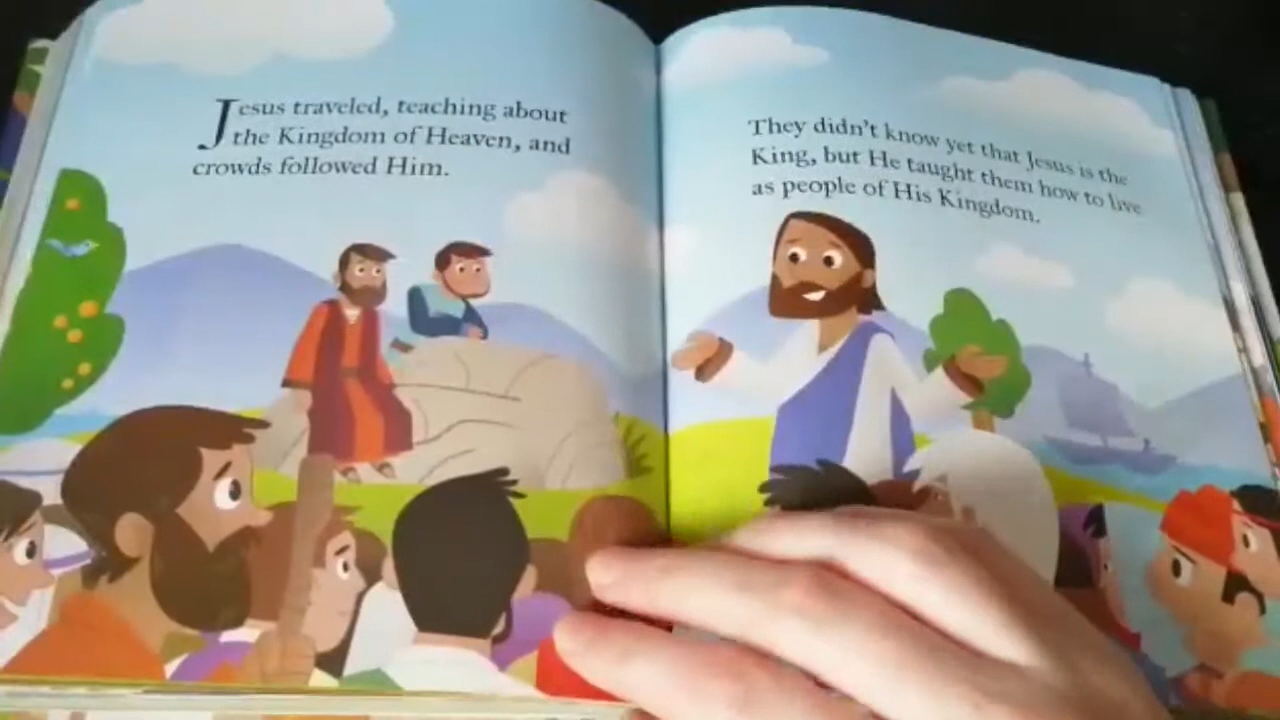 Jesus traveled, teaching about
the Kingdom of Heaven, and
crowds followed Him.
They didn't know yet that Jesus is the
King, but He taught them how to live
as people of His Kingdom.